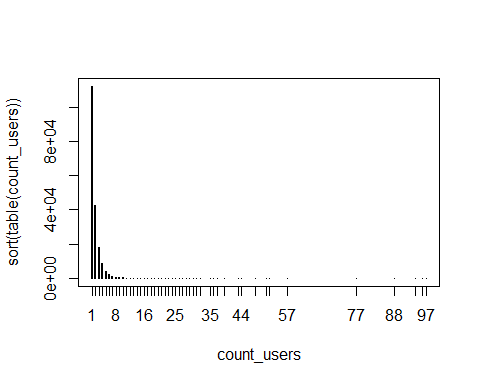 sort(table(count_users))
8e+04
4e+04
0e+00
1 8 16 25 35 44 57 77 88 97
count_users